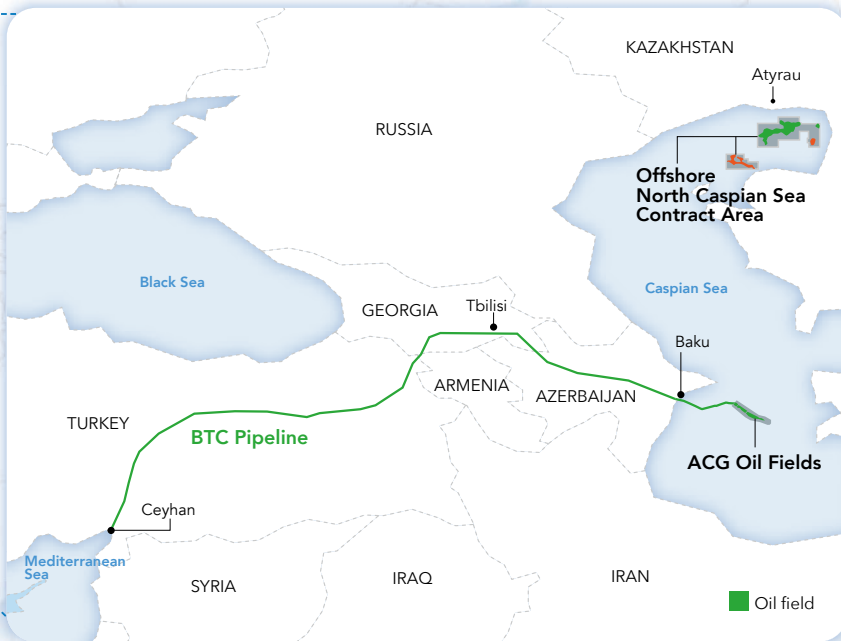 KAZAKHSTAN
Atyrau
RUSSIA
Offshore
North Caspian Sea
Contract Area
Black Sea
Caspian Sea
GEORGIA
Tbilisi
Baku
ARMENIA
AZERBAIJAN
TURKEY
BTC Pipeline
ACG Oil Fields
Ceyhan
Mediterranean
Sea
SYRIA
IRAQ
IRAN
Oil field